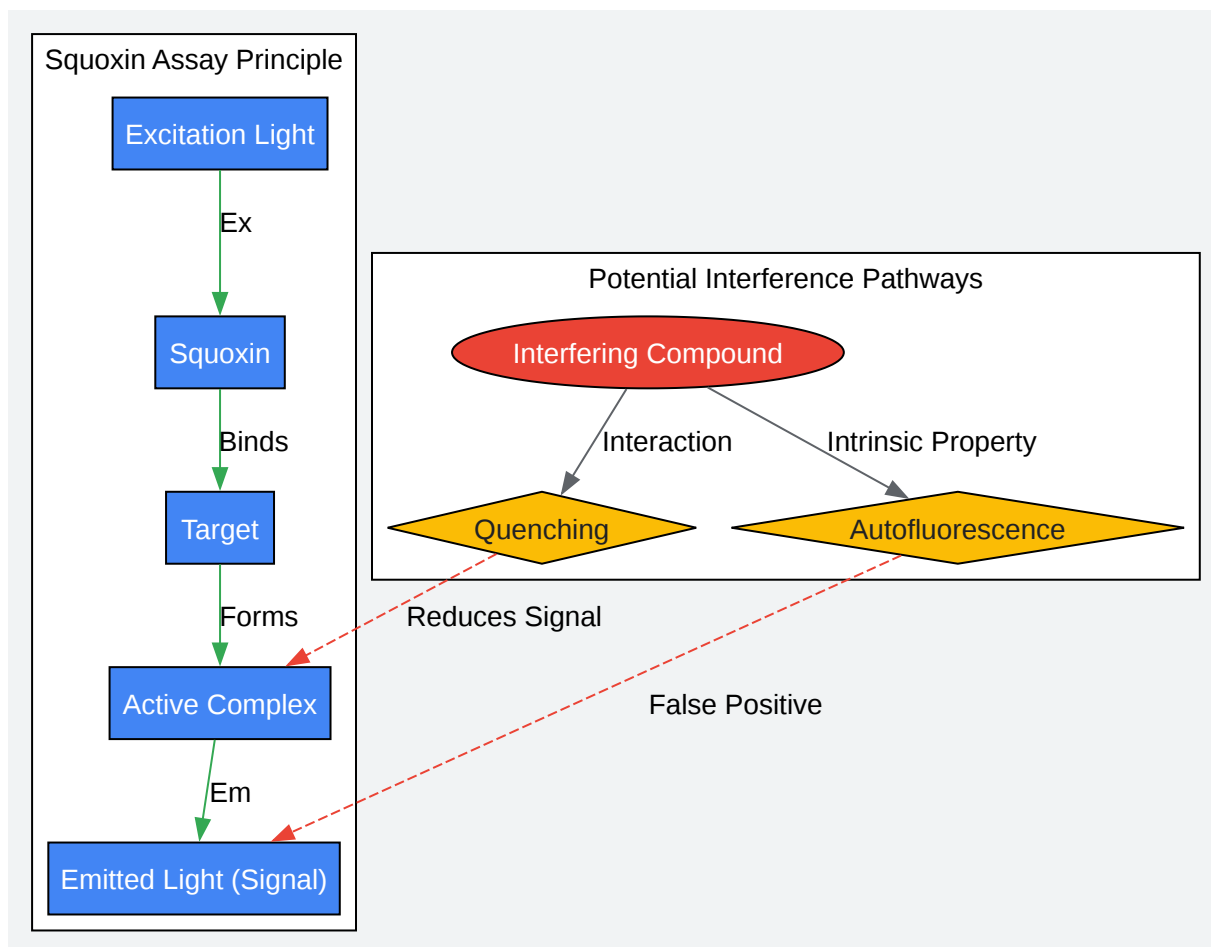 Squoxin Assay Principle
Excitation Light
Ex
Squoxin
Binds
Target
Forms
Active Complex
Em
Emitted Light (Signal)
Potential Interference Pathways
Interfering Compound
Interaction
Intrinsic Property
Quenching
Autofluorescence
Reduces Signal
False Positive